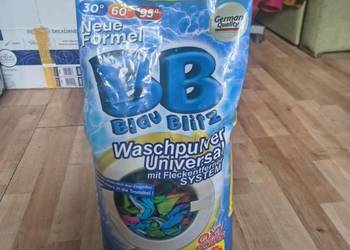 30° 60° 95°
Neue
Formel
German
Quality
BB
Blau Blitz
Waschpulver
Universal
mit Fleckentferner
SYSTEM